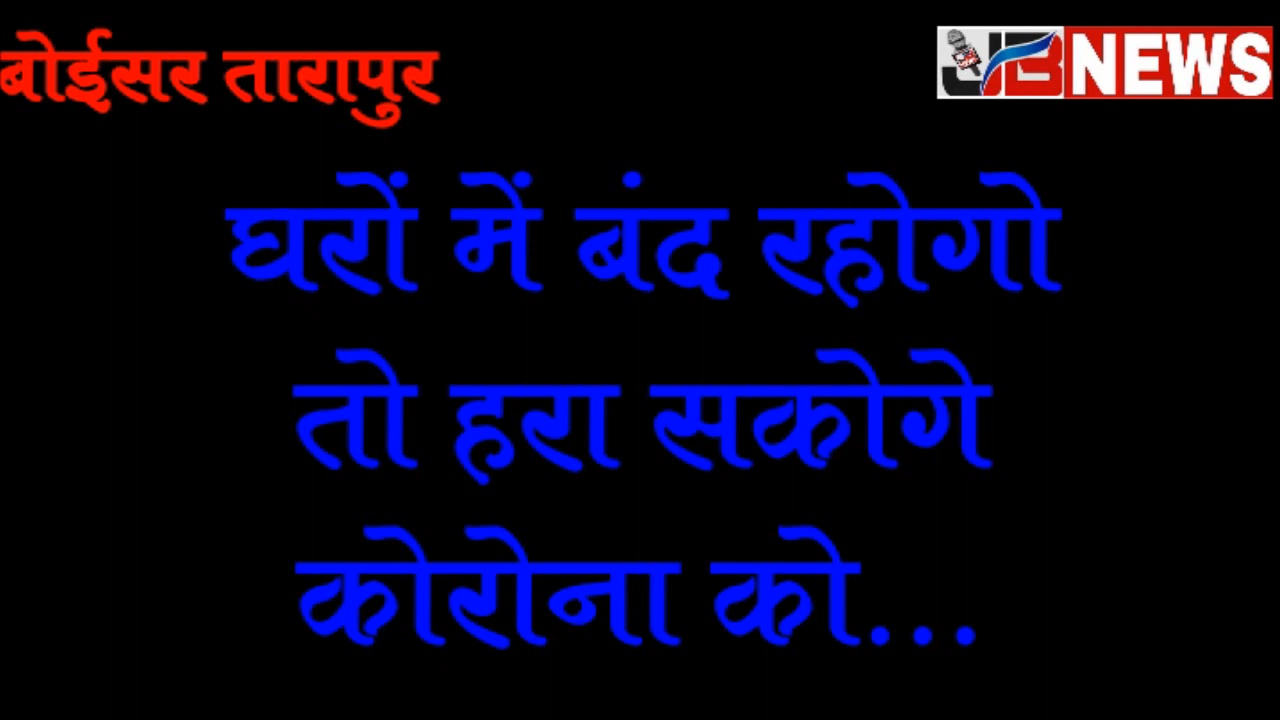 बोईसर तारापुर
JB NEWS
घरों में बंद रहोगो
तो हरा सकोगे
कोरोना को...